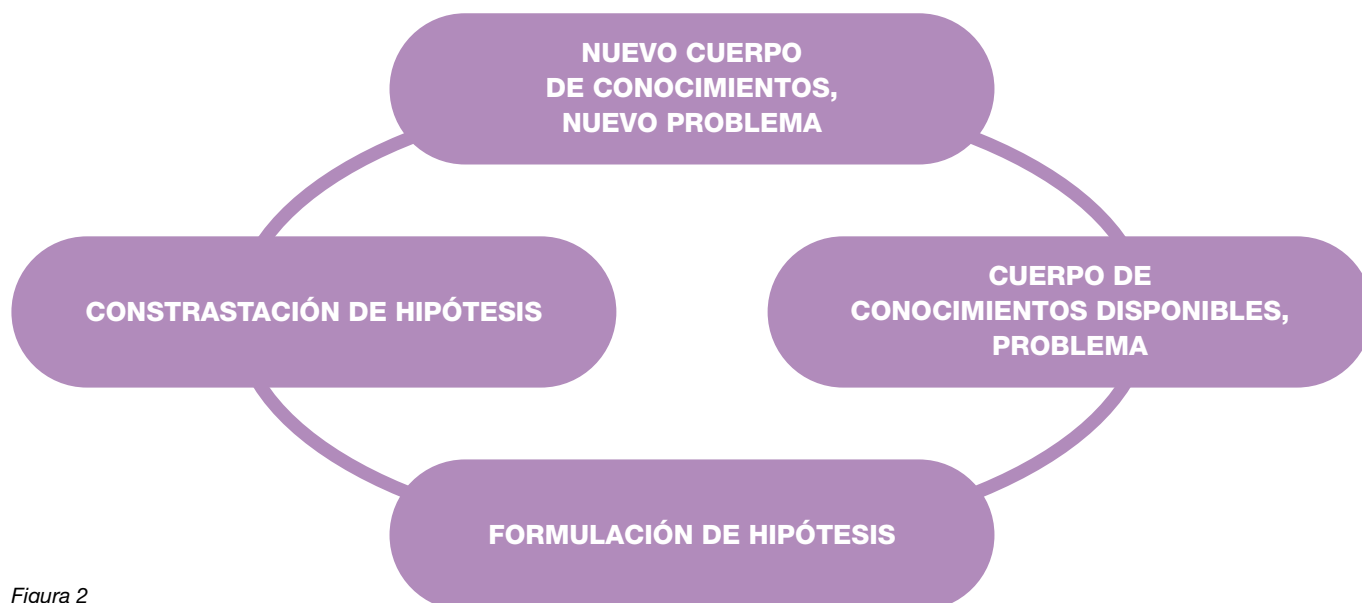 NUEVO CUERPO
DE CONOCIMIENTOS,
NUEVO PROBLEMA
CONSTRASTACIÓN DE HIPÓTESIS
CUERPO DE
CONOCIMIENTOS DISPONIBLES,
PROBLEMA
FORMULACIÓN DE HIPÓTESIS
Figura 2